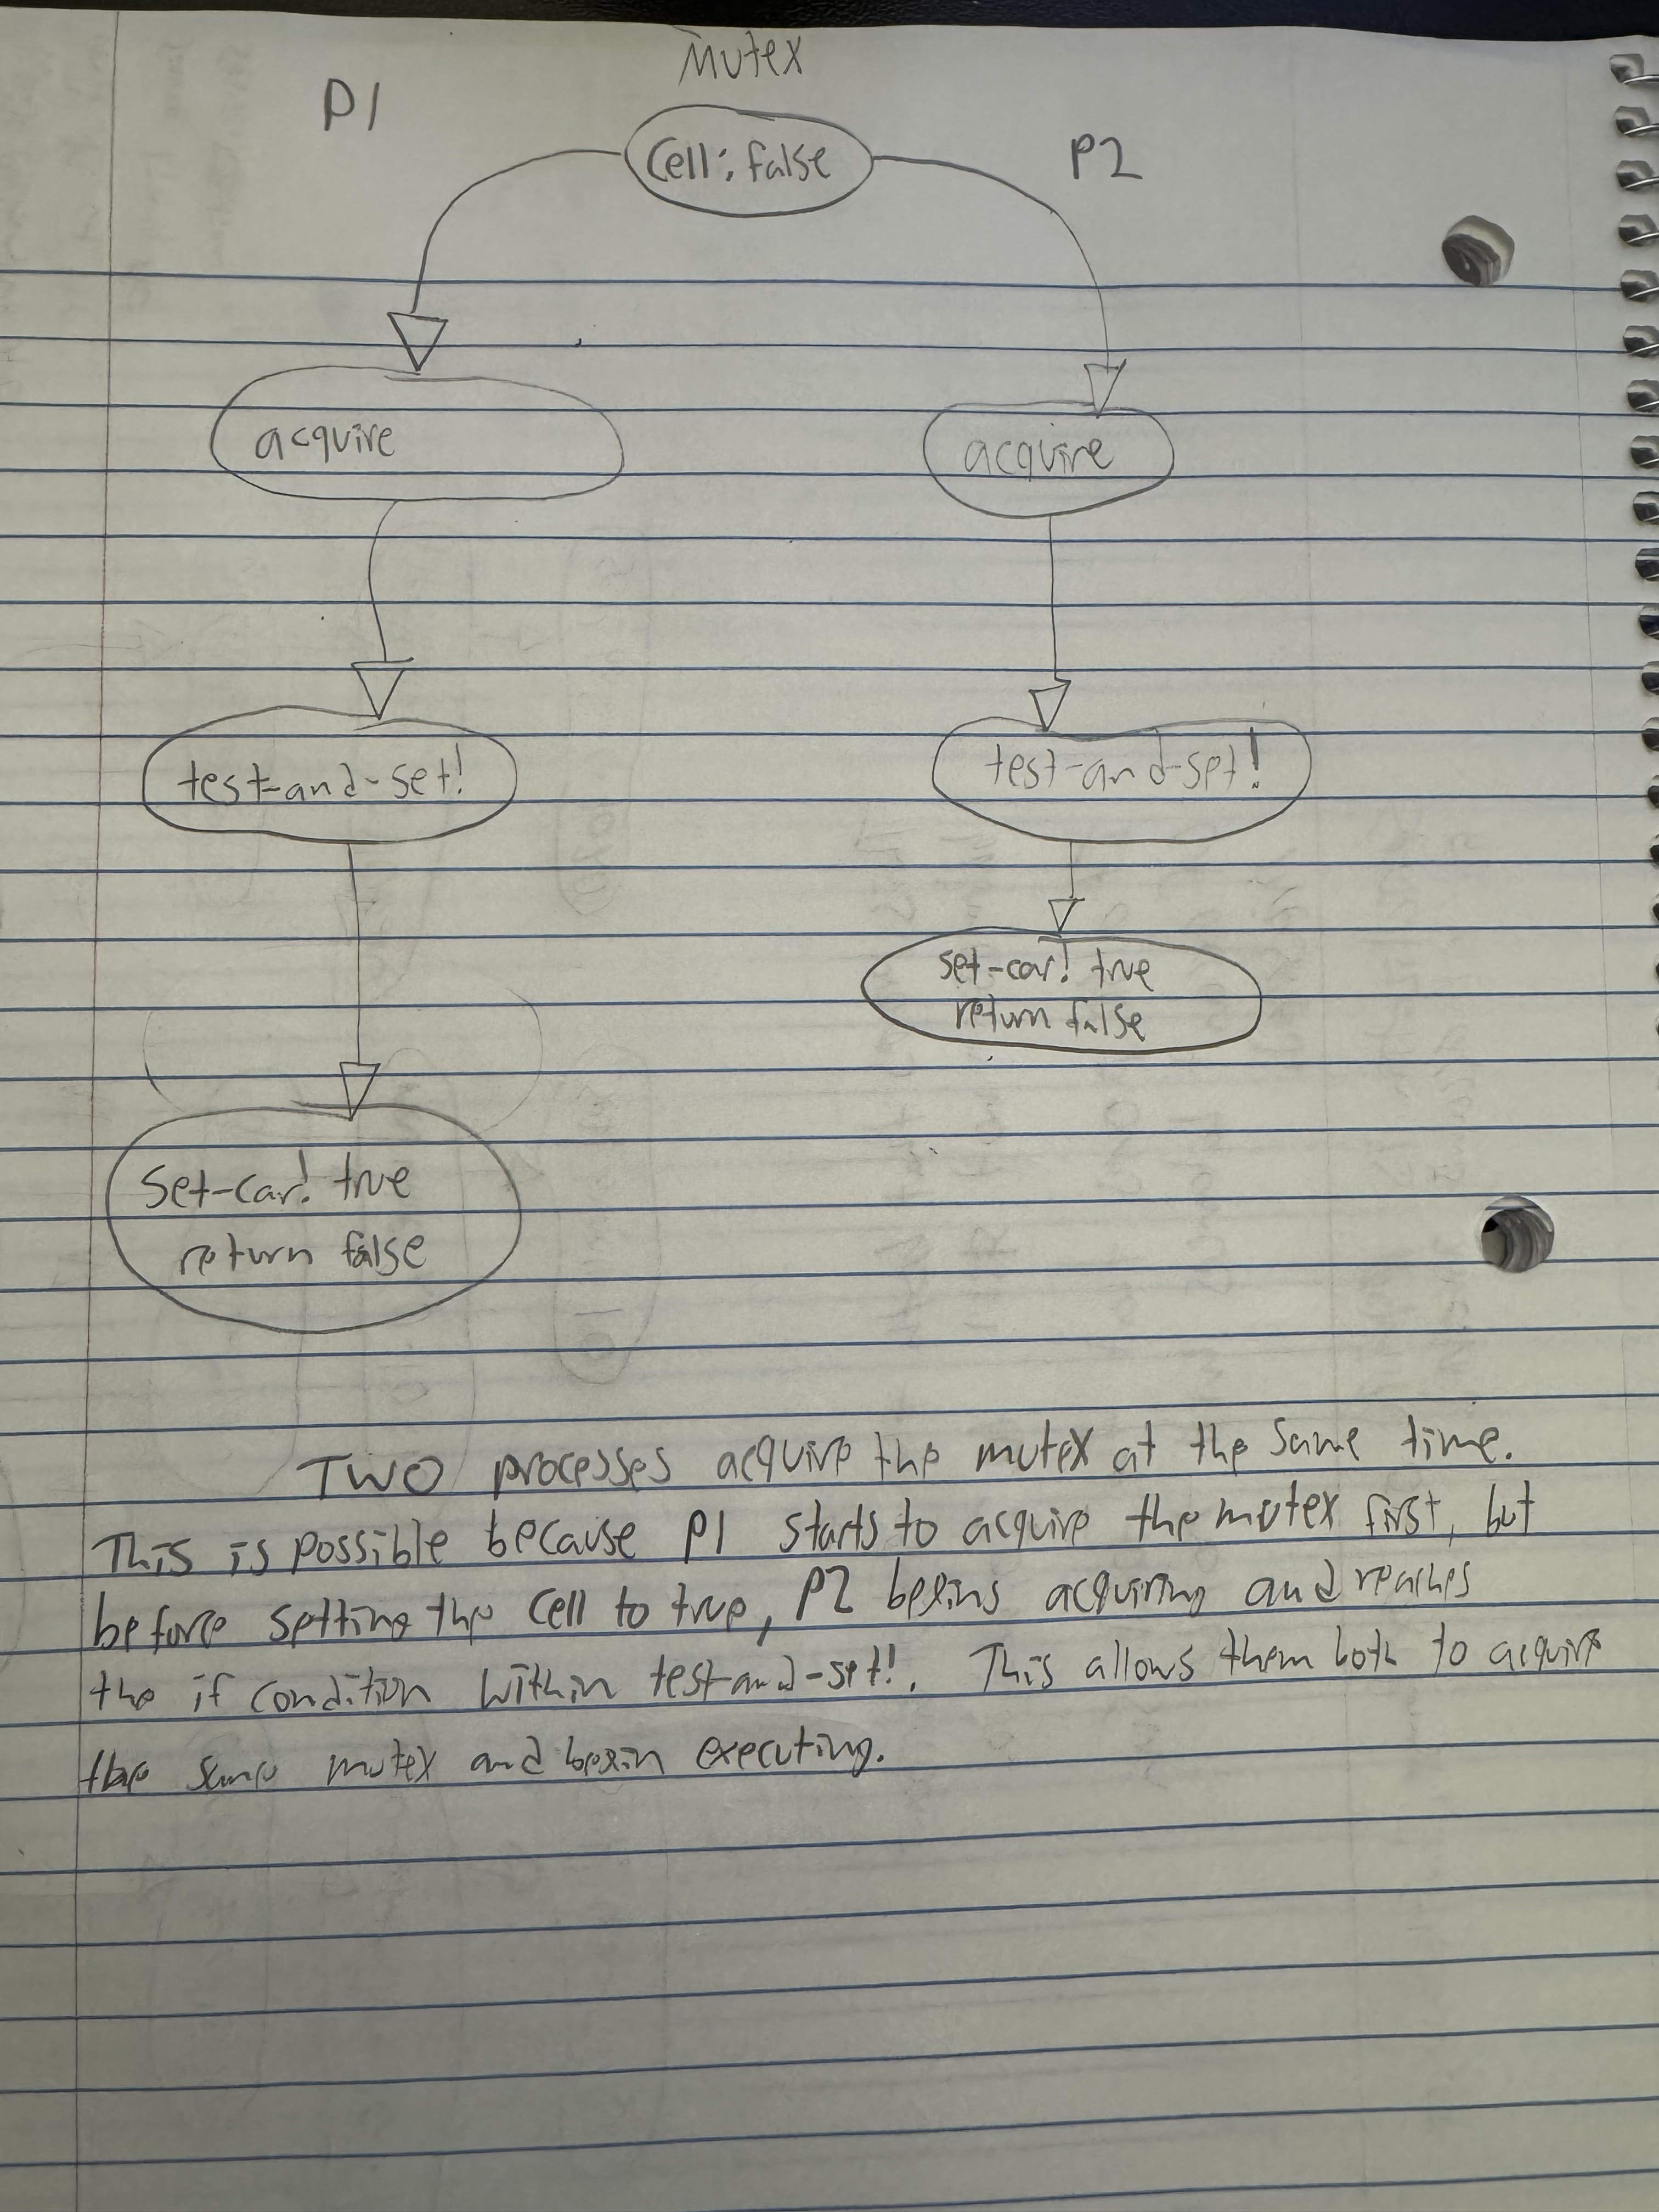 Mutex
P1
Cell: false
P2
acquire
acquire
test-and-set!
test-and-set!
set-car! true
return false
set-car! true
return false
Two processes acquire the mutex at the same time.
This is possible because P1 starts to acquire the mutex first, but
before setting the cell to true, P2 begins acquiring and reaches
the if condition within test-and-set!. This allows them both to acquire
the same mutex and begin executing.